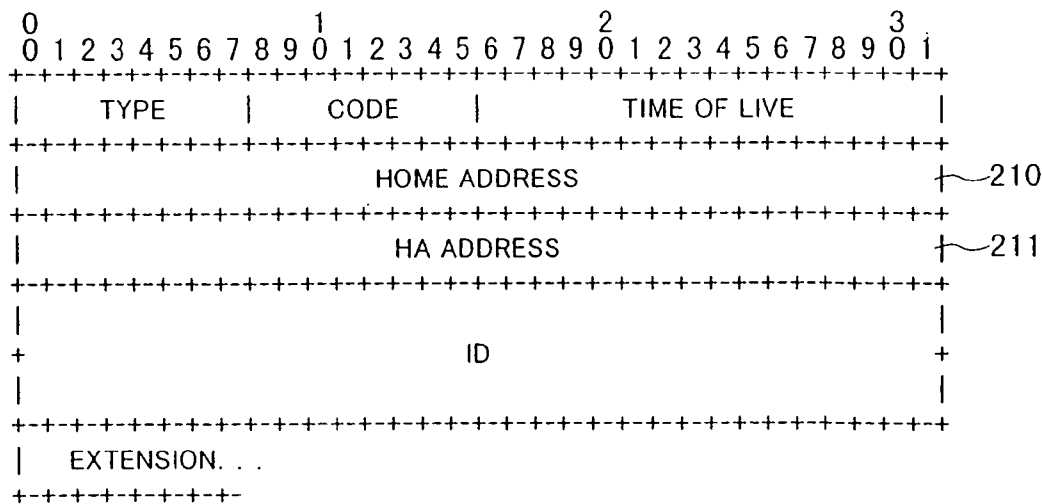 0 1 2 3
0 1 2 3 4 5 6 7 8 9 0 1 2 3 4 5 6 7 8 9 0 1 2 3 4 5 6 7 8 9 0 1
+-+-+-+-+-+-+-+-+-+-+-+-+-+-+-+-+-+-+-+-+-+-+-+-+-+-+-+-+-+-+-+-+
| TYPE | CODE | TIME OF LIVE |
+-+-+-+-+-+-+-+-+-+-+-+-+-+-+-+-+-+-+-+-+-+-+-+-+-+-+-+-+-+-+-+-+
| HOME ADDRESS | 210
+-+-+-+-+-+-+-+-+-+-+-+-+-+-+-+-+-+-+-+-+-+-+-+-+-+-+-+-+-+-+-+-+
| HA ADDRESS | 211
+-+-+-+-+-+-+-+-+-+-+-+-+-+-+-+-+-+-+-+-+-+-+-+-+-+-+-+-+-+-+-+-+
| |
+ ID +
| |
+-+-+-+-+-+-+-+-+-+-+-+-+-+-+-+-+-+-+-+-+-+-+-+-+-+-+-+-+-+-+-+-+
| EXTENSION. . .
+-+-+-+-+-+-+-+-